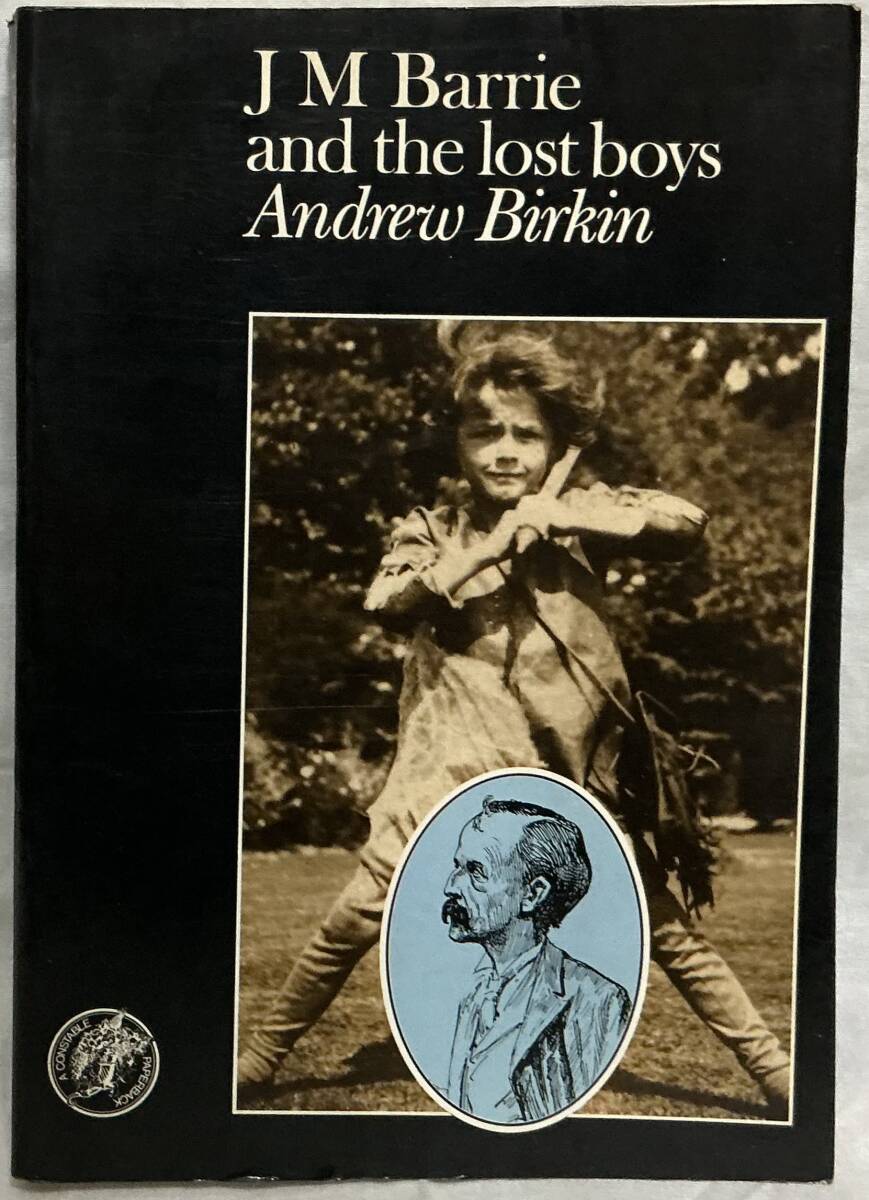 J M Barrie
and the lost boys
Andrew Birkin
A CONSTABLE PAPERBACK